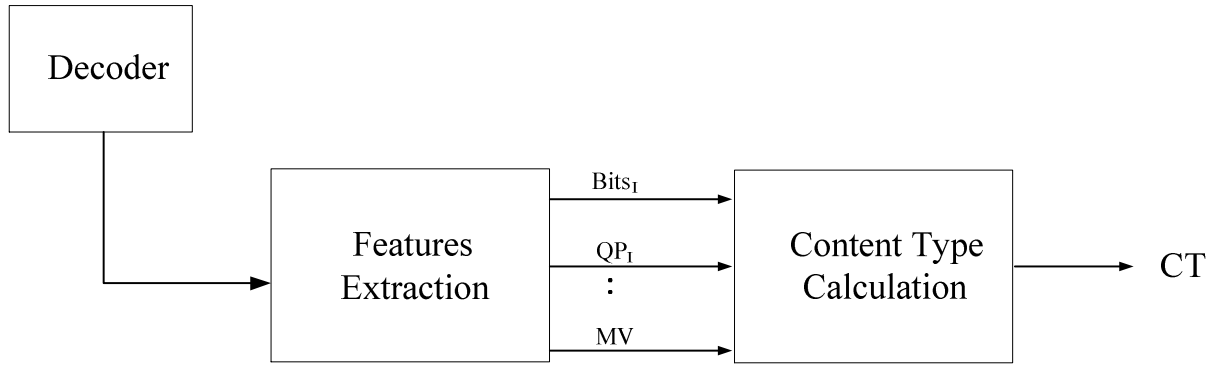 Decoder
Features
Extraction
Bits_I
QP_I
:
MV
Content Type
Calculation
CT